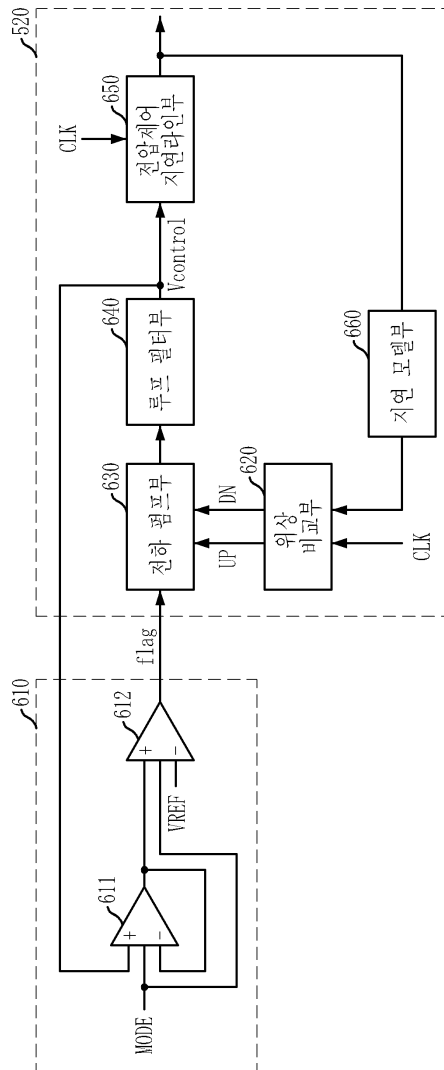 610
520
MODE
611
+
-
612
+
-
VREF
flag
630
전하 펌프부
UP
DN
620
위상
비교부
CLK
640
루프 필터부
Vcontrol
CLK
650
전압제어
지연라인부
660
지연 모델부